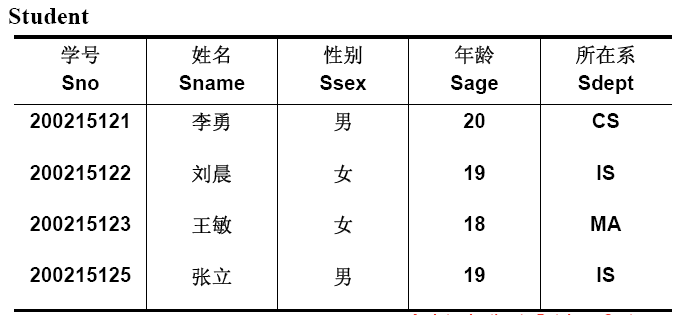 Student
学号 姓名 性别 年龄 所在系
Sno Sname Ssex Sage Sdept
200215121 李勇 男 20 CS
200215122 刘晨 女 19 IS
200215123 王敏 女 18 MA
200215125 张立 男 19 IS